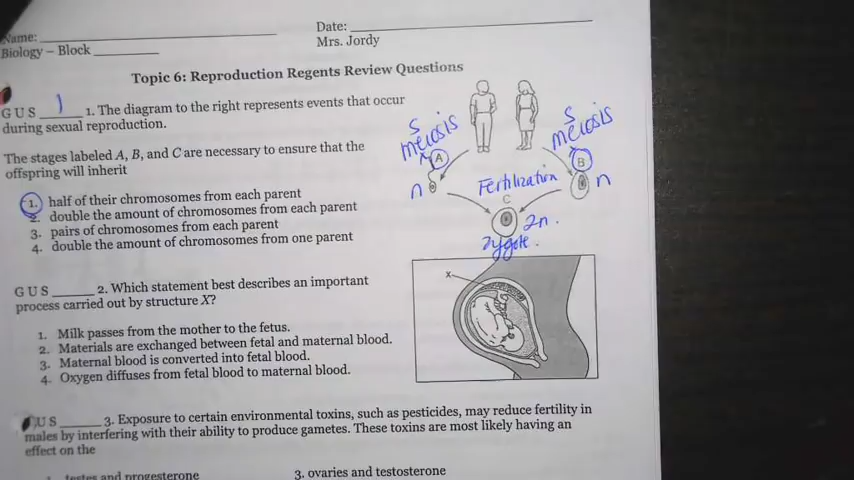 Name: Date:
Biology – Block Mrs. Jordy
Topic 6: Reproduction Regents Review Questions
G U S 1 1. The diagram to the right represents events that occur
during sexual reproduction.
The stages labeled A, B, and C are necessary to ensure that the
offspring will inherit
1. half of their chromosomes from each parent
2. double the amount of chromosomes from each parent
3. pairs of chromosomes from each parent
4. double the amount of chromosomes from one parent
S
meiosis
A
n
S
meiosis
B
n
Fertilization
C
2n.
zygote.
G U S 2. Which statement best describes an important
process carried out by structure X?
1. Milk passes from the mother to the fetus.
2. Materials are exchanged between fetal and maternal blood.
3. Maternal blood is converted into fetal blood.
4. Oxygen diffuses from fetal blood to maternal blood.
X
U S 3. Exposure to certain environmental toxins, such as pesticides, may reduce fertility in
males by interfering with their ability to produce gametes. These toxins are most likely having an
effect on the
1. testes and progesterone 3. ovaries and testosterone